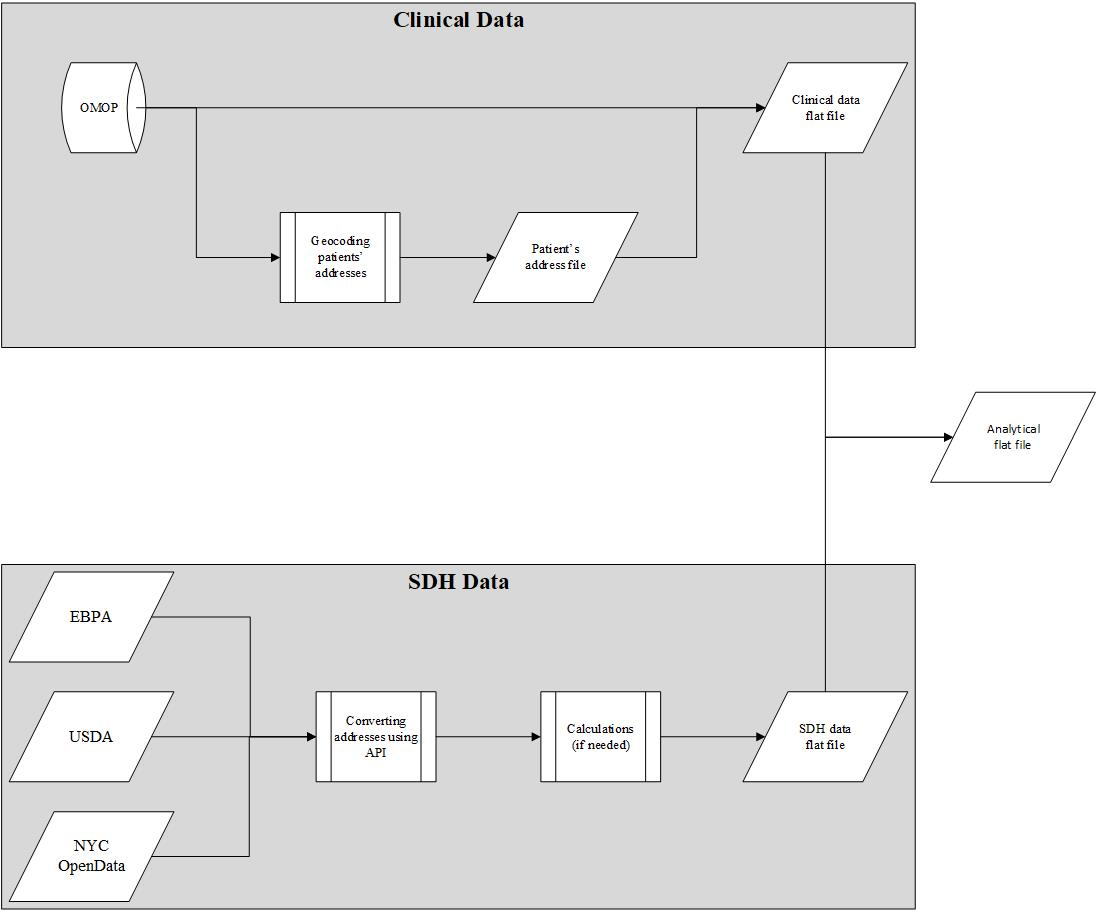 Clinical Data
OMOP
Clinical data
flat file
Geocoding
patients’
addresses
Patient’s
address file
Analytical
flat file
SDH Data
EBPA
USDA
NYC
OpenData
Converting
addresses using
API
Calculations
(if needed)
SDH data
flat file